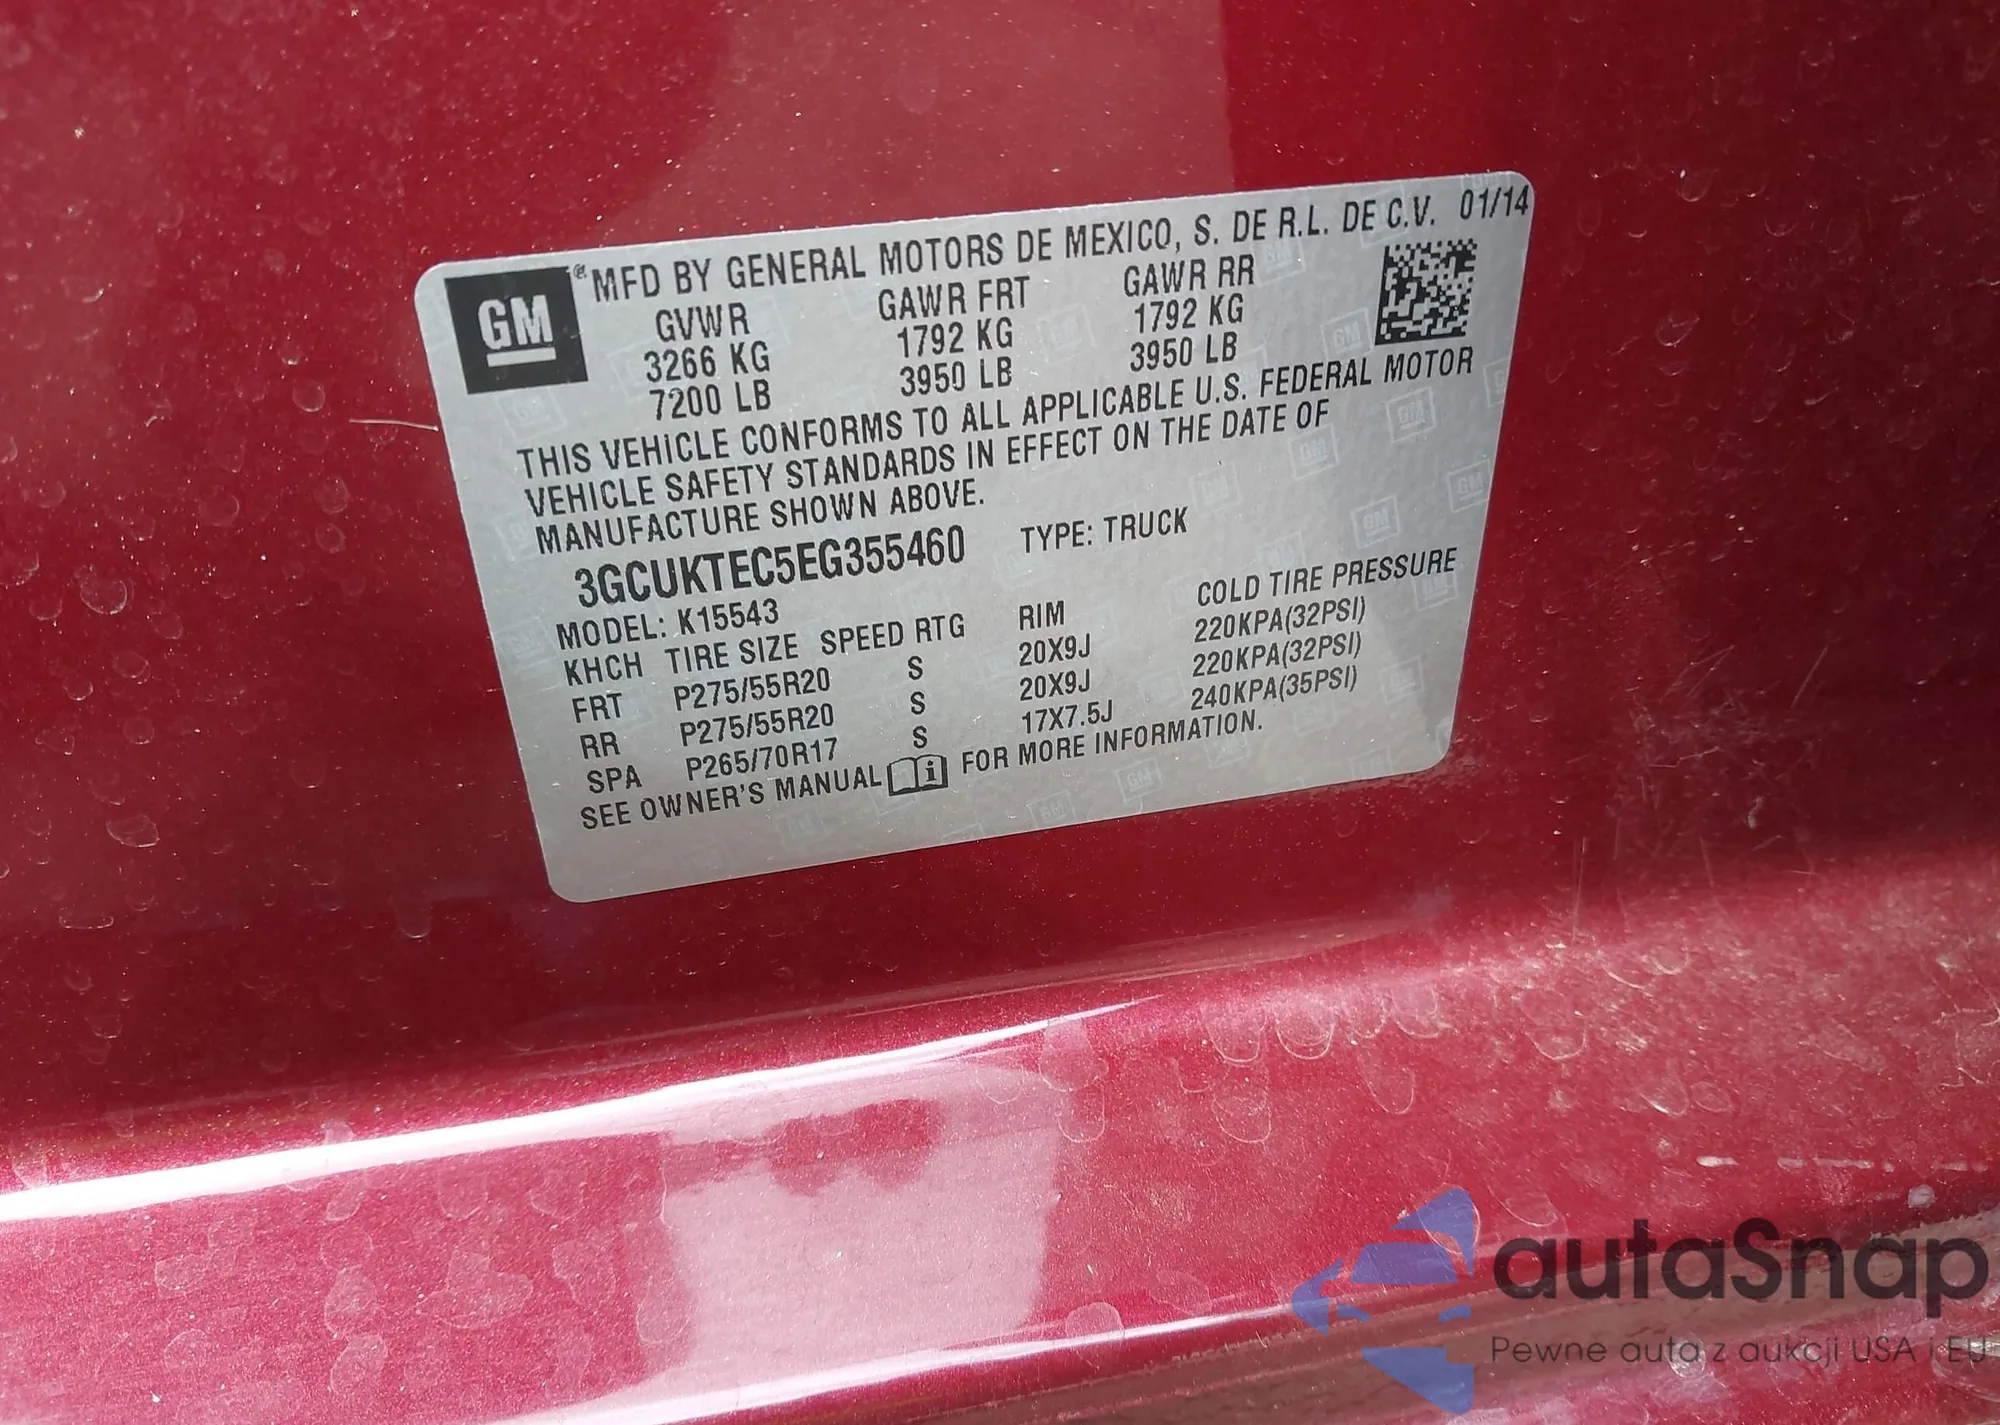 GM
® MFD BY GENERAL MOTORS DE MEXICO, S. DE R.L. DE C.V. 01/14
GVWR GAWR FRT GAWR RR
3266 KG 1792 KG 1792 KG
7200 LB 3950 LB 3950 LB
THIS VEHICLE CONFORMS TO ALL APPLICABLE U.S. FEDERAL MOTOR
VEHICLE SAFETY STANDARDS IN EFFECT ON THE DATE OF
MANUFACTURE SHOWN ABOVE.
3GCUKTEC5EG355460 TYPE: TRUCK
MODEL: K15543
KHCH TIRE SIZE SPEED RTG RIM COLD TIRE PRESSURE
FRT P275/55R20 S 20X9J 220KPA(32PSI)
RR P275/55R20 S 20X9J 220KPA(32PSI)
SPA P265/70R17 S 17X7.5J 240KPA(35PSI)
SEE OWNER'S MANUAL i FOR MORE INFORMATION.
autaSnap
Pewne auta z aukcji USA i EU